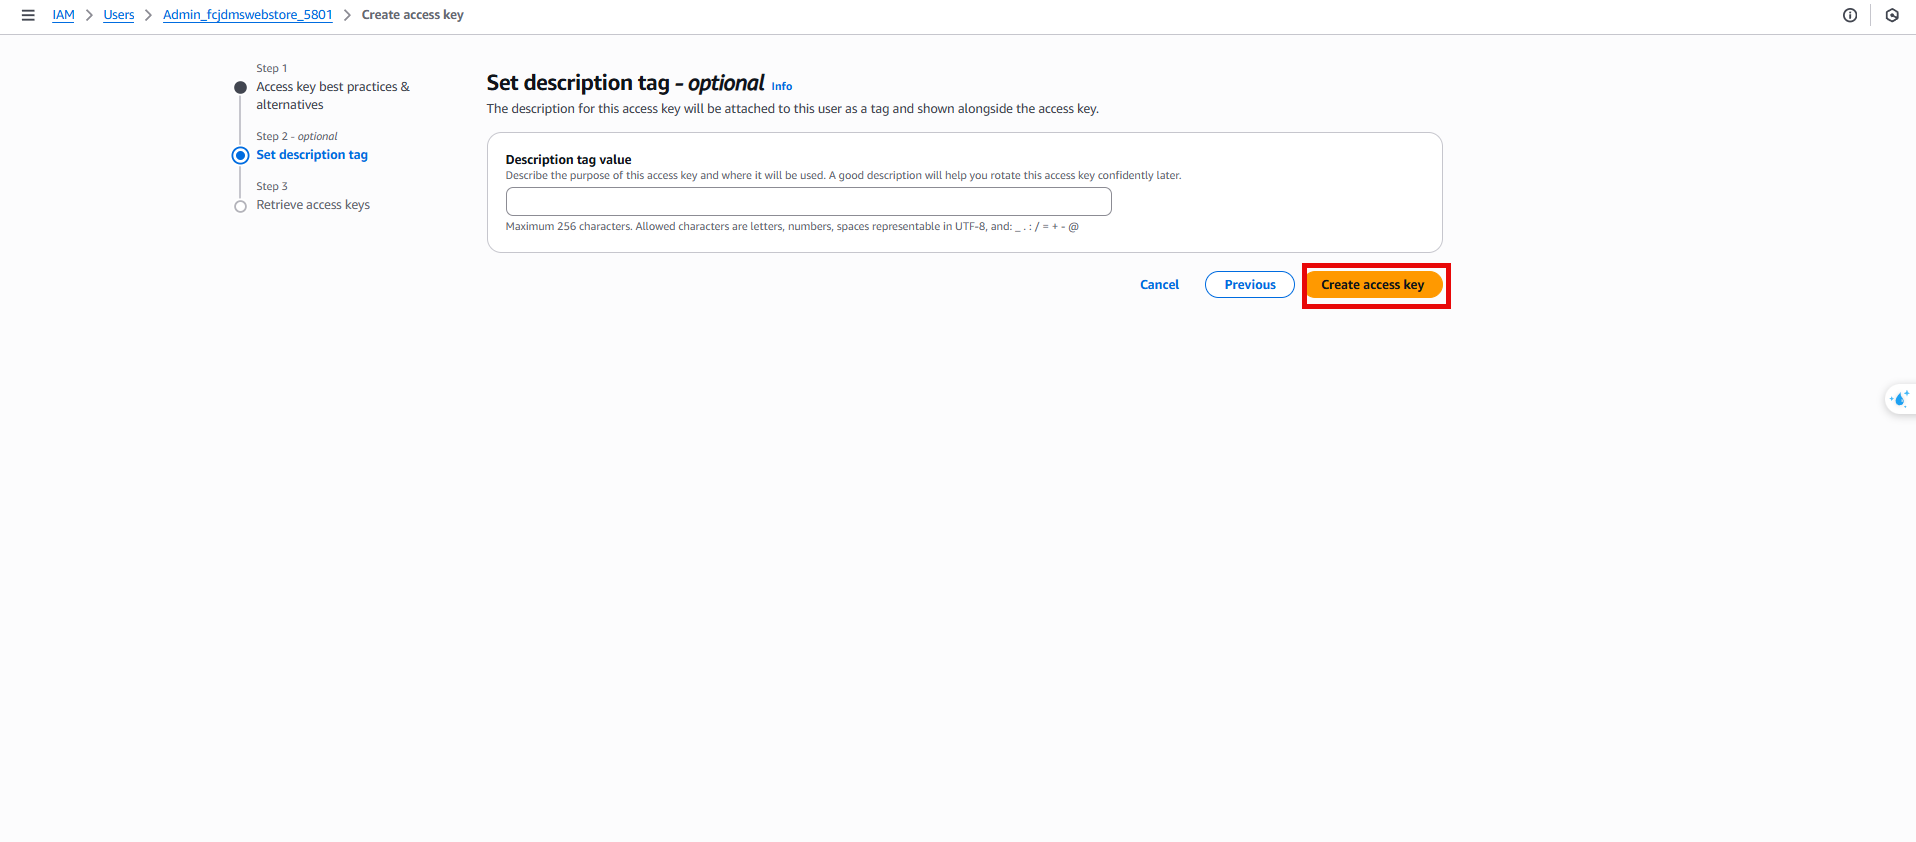 IAM > Users > Admin_fcjdmswebstore_5801 > Create access key
Step 1
Access key best practices &
alternatives
Step 2 - optional
Set description tag
Step 3
Retrieve access keys
Set description tag - optional Info
The description for this access key will be attached to this user as a tag and shown alongside the access key.
Description tag value
Describe the purpose of this access key and where it will be used. A good description will help you rotate this access key confidently later.
Maximum 256 characters. Allowed characters are letters, numbers, spaces representable in UTF-8, and: _ . : / = + - @
Cancel Previous Create access key